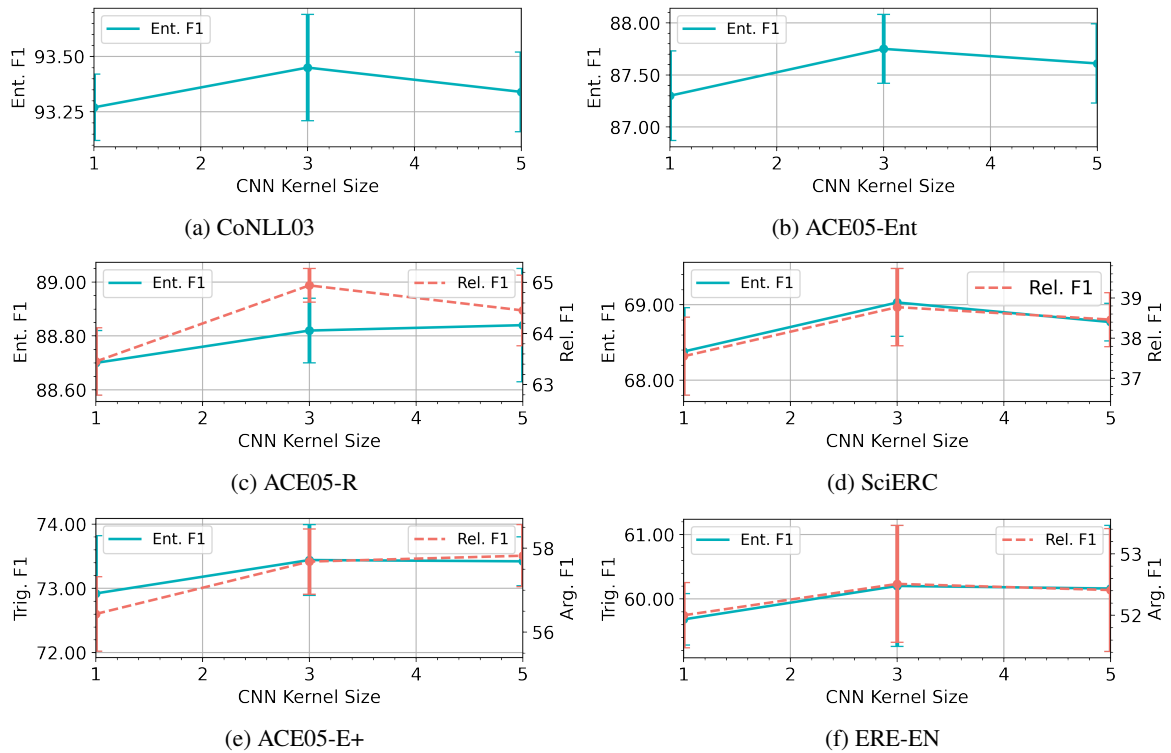 Ent. F1
93.50
93.25
Ent. F1
1 2 3 4 5
CNN Kernel Size
(a) CoNLL03
Ent. F1
88.00
87.50
87.00
Ent. F1
1 2 3 4 5
CNN Kernel Size
(b) ACE05-Ent
Ent. F1
Rel. F1
89.00
88.80
88.60
Ent. F1
65
64
63
Rel. F1
1 2 3 4 5
CNN Kernel Size
(c) ACE05-R
Ent. F1
Rel. F1
69.00
68.00
Ent. F1
39
38
37
Rel. F1
1 2 3 4 5
CNN Kernel Size
(d) SciERC
Ent. F1
Rel. F1
74.00
73.00
72.00
Trig. F1
58
56
Arg. F1
1 2 3 4 5
CNN Kernel Size
(e) ACE05-E+
Ent. F1
Rel. F1
61.00
60.00
Trig. F1
53
52
Arg. F1
1 2 3 4 5
CNN Kernel Size
(f) ERE-EN